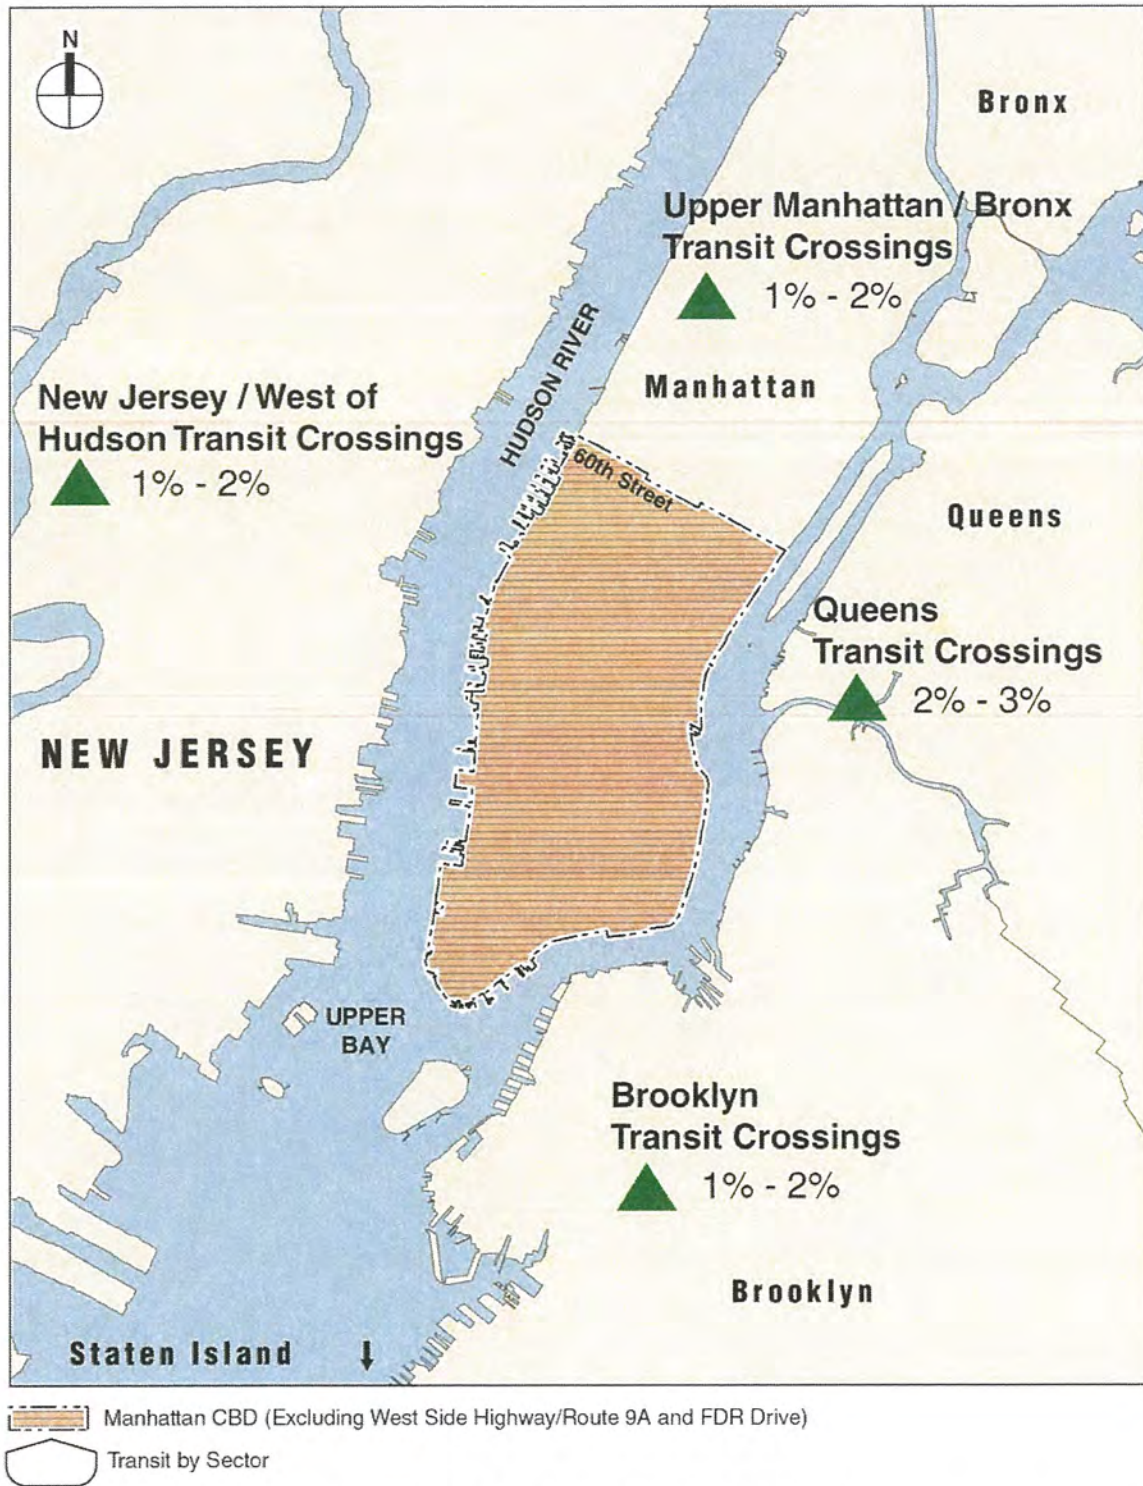 N
Bronx
Upper Manhattan / Bronx
Transit Crossings
1% - 2%
HUDSON RIVER
Manhattan
New Jersey / West of
Hudson Transit Crossings
1% - 2%
60th Street
Queens
Queens
Transit Crossings
2% - 3%
NEW JERSEY
UPPER
BAY
Brooklyn
Transit Crossings
1% - 2%
Brooklyn
Staten Island
Manhattan CBD (Excluding West Side Highway/Route 9A and FDR Drive)
Transit by Sector